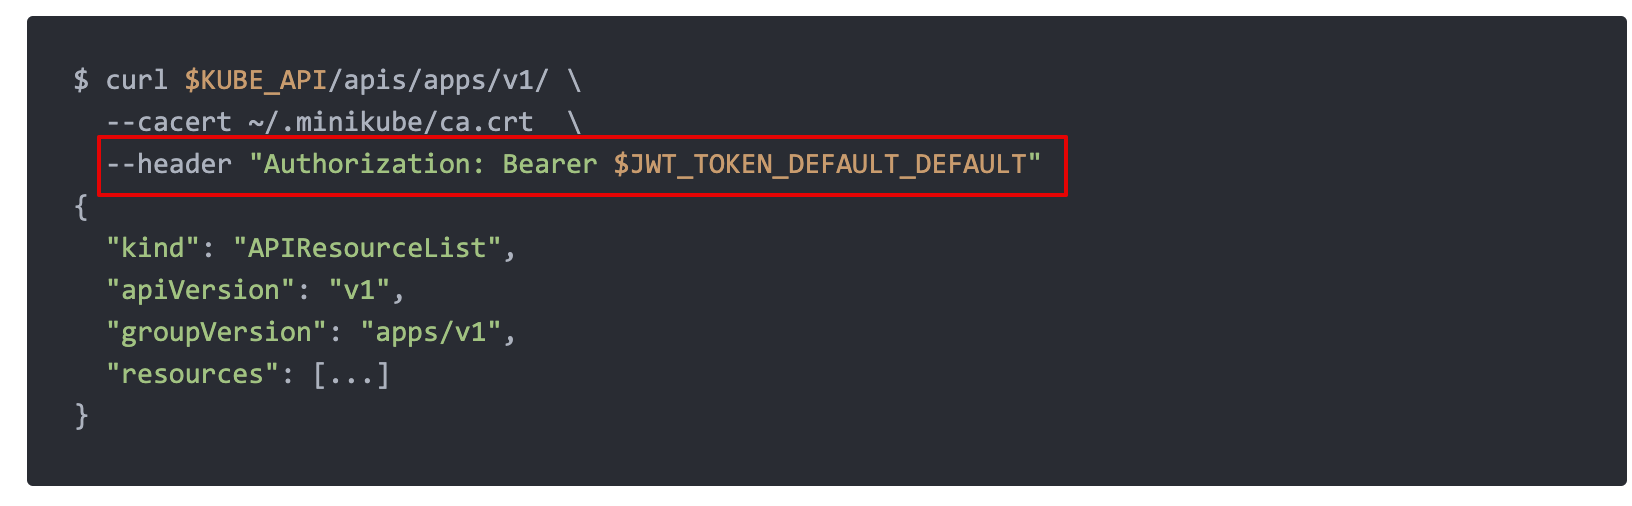 $ curl $KUBE_API/apis/apps/v1/ \
--cacert ~/.minikube/ca.crt \
--header "Authorization: Bearer $JWT_TOKEN_DEFAULT_DEFAULT"
{
"kind": "APIResourceList",
"apiVersion": "v1",
"groupVersion": "apps/v1",
"resources": [...]
}